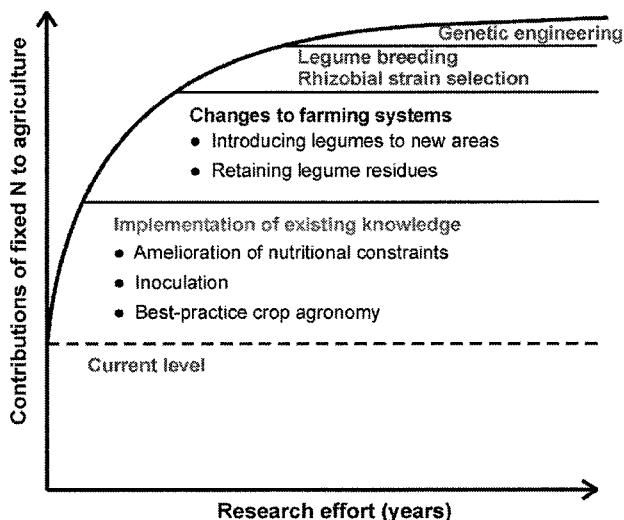 Contributions of fixed N to agriculture
Genetic engineering
Legume breeding
Rhizobial strain selection
Changes to farming systems
● Introducing legumes to new areas
● Retaining legume residues
Implementation of existing knowledge
● Amelioration of nutritional constraints
● Inoculation
● Best-practice crop agronomy
Current level
Research effort (years)